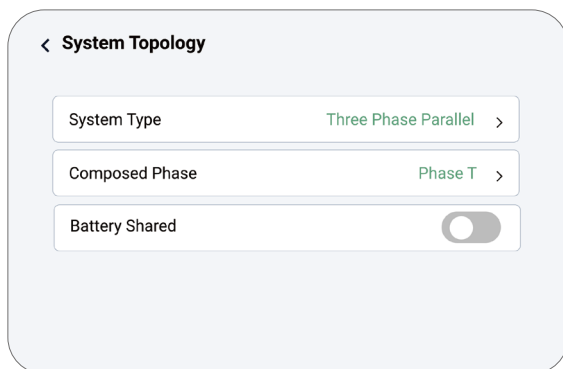 System Topology
System Type Three Phase Parallel
Composed Phase Phase T
Battery Shared